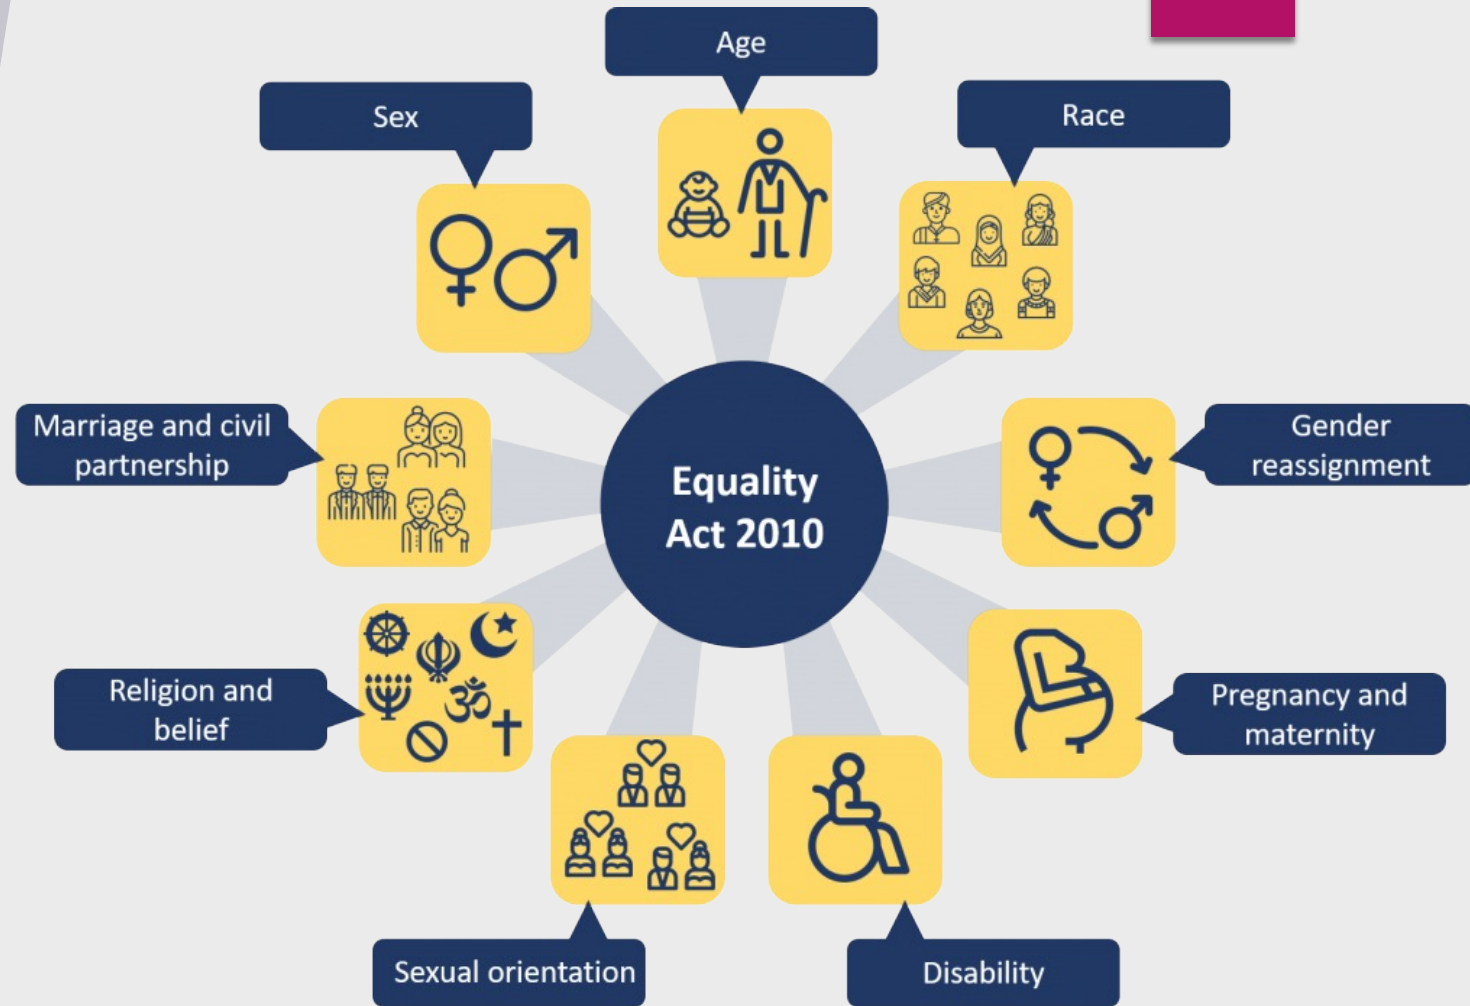 Age
Sex
Race
Marriage and civil
partnership
Gender
reassignment
Equality
Act 2010
Religion and
belief
Pregnancy and
maternity
Sexual orientation
Disability